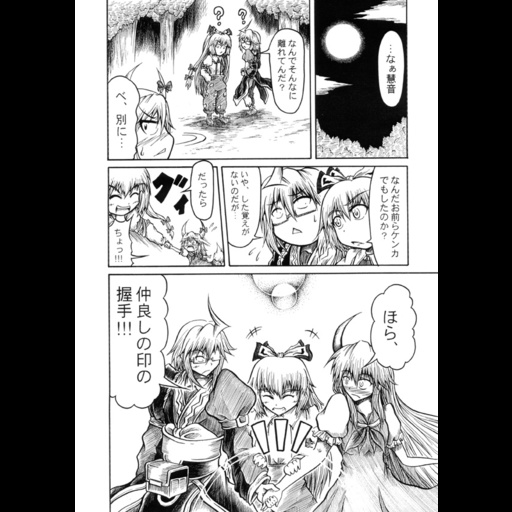 …なぁ慧音
なんでそんなに
離れてんだ?
?
?
べ、別に…
なんだお前らケンカ
でもしたのか?
いや、した覚えが
ないのだが…
だったら
グィ
ちょっ!!!
ほら、
仲良しの印の
握手!!!